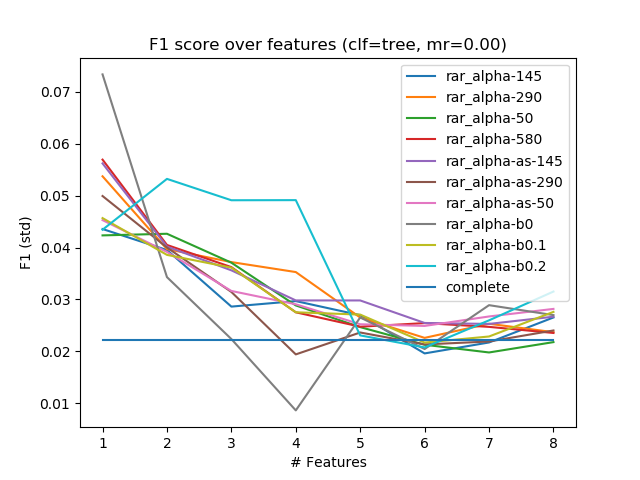 F1 score over features (clf=tree, mr=0.00)
rar_alpha-145
rar_alpha-290
rar_alpha-50
rar_alpha-580
rar_alpha-as-145
rar_alpha-as-290
rar_alpha-as-50
rar_alpha-b0
rar_alpha-b0.1
rar_alpha-b0.2
complete
0.07
0.06
0.05
0.04
0.03
0.02
0.01
F1 (std)
1 2 3 4 5 6 7 8
# Features